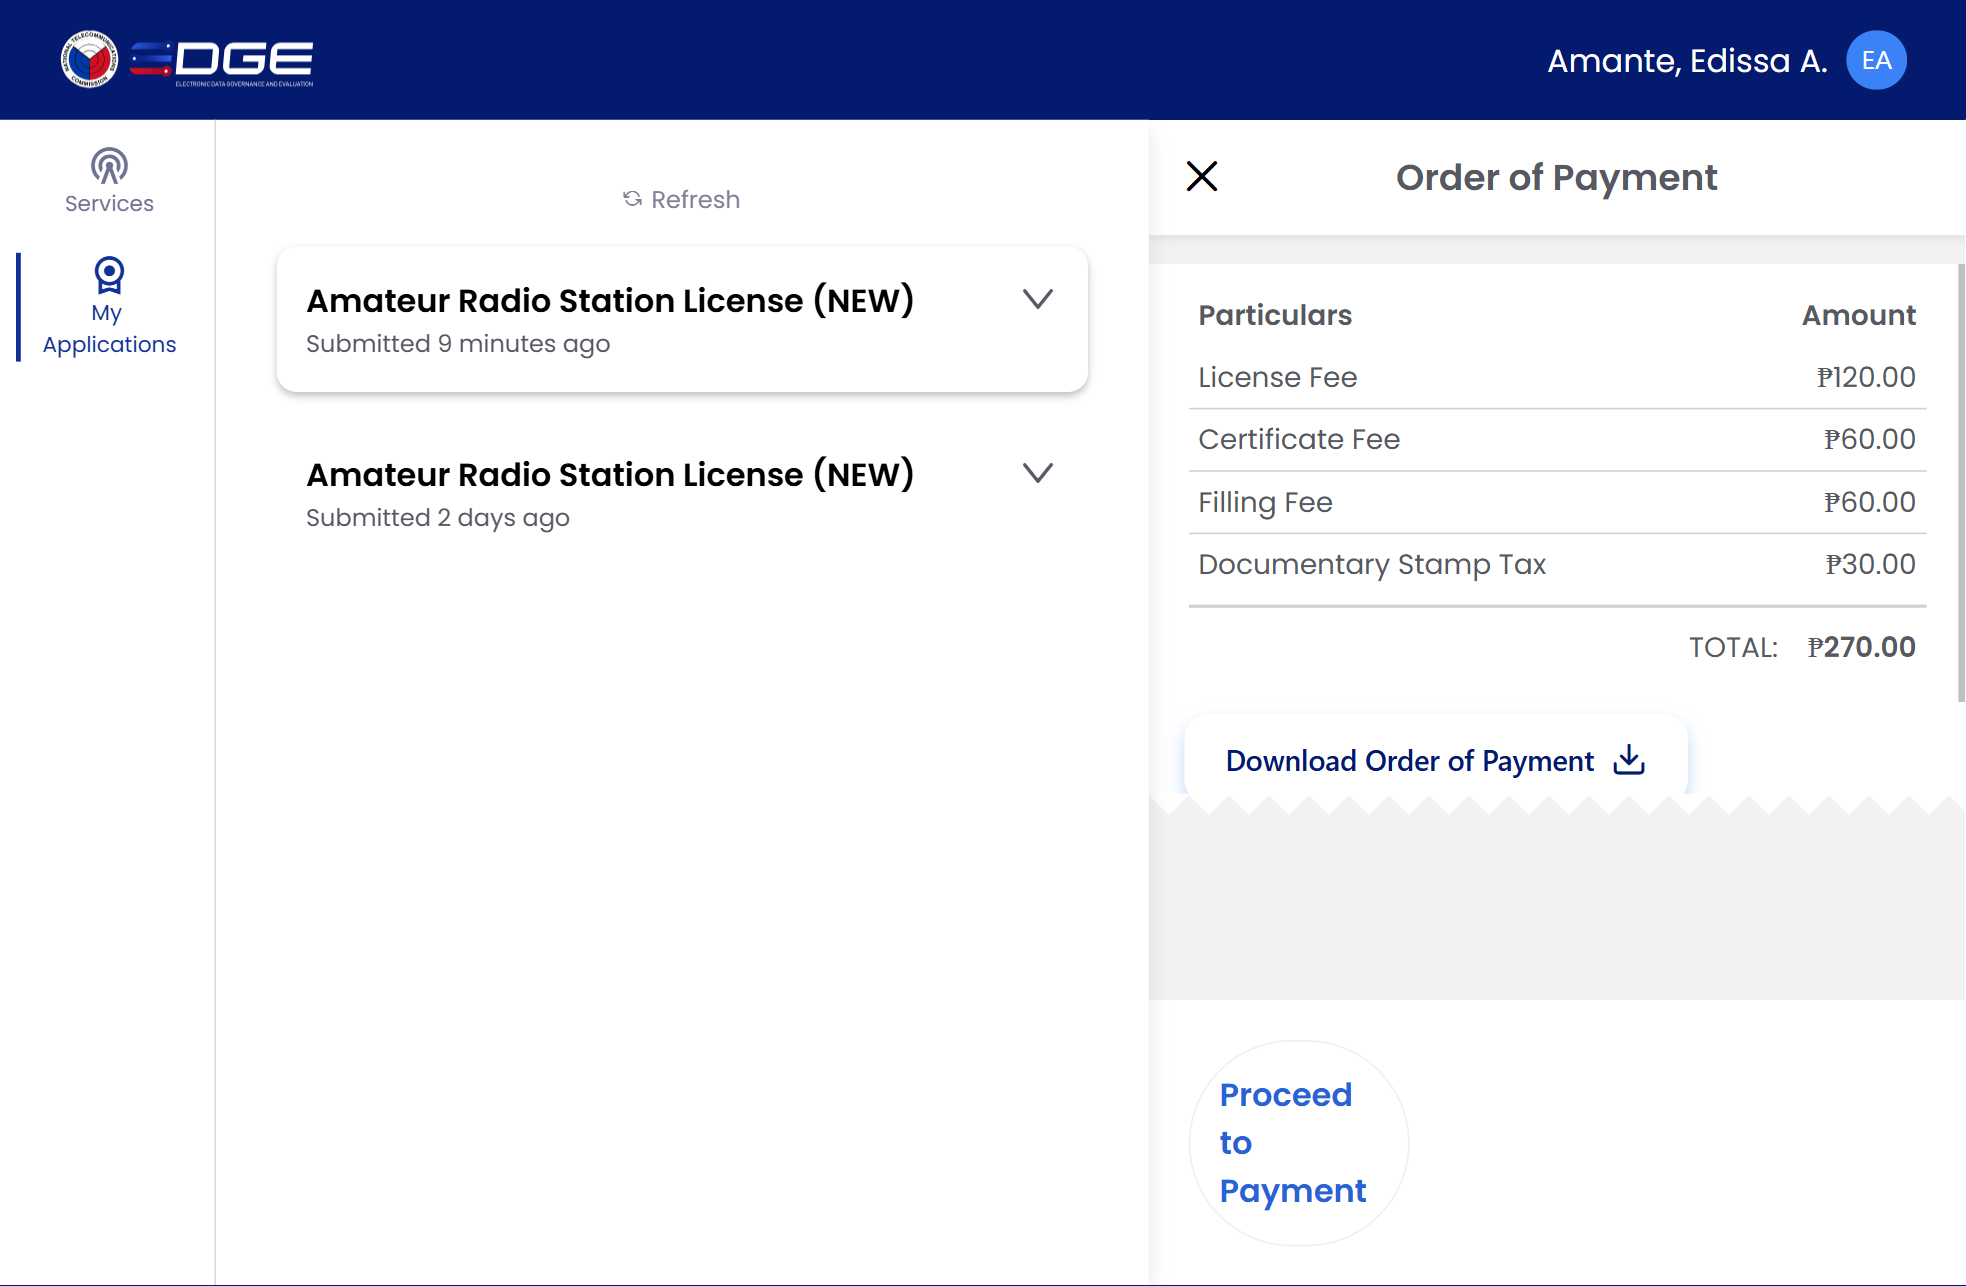 NATIONAL TELECOMMUNICATIONS COMMISSION
EDGE
ELECTRONIC DATA GOVERNANCE AND EVALUATION
Amante, Edissa A.
EA
Services
My
Applications
Refresh
Amateur Radio Station License (NEW)
Submitted 9 minutes ago
Amateur Radio Station License (NEW)
Submitted 2 days ago
Order of Payment
Particulars Amount
License Fee ₱120.00
Certificate Fee ₱60.00
Filling Fee ₱60.00
Documentary Stamp Tax ₱30.00
TOTAL: ₱270.00
Download Order of Payment
Proceed
to
Payment